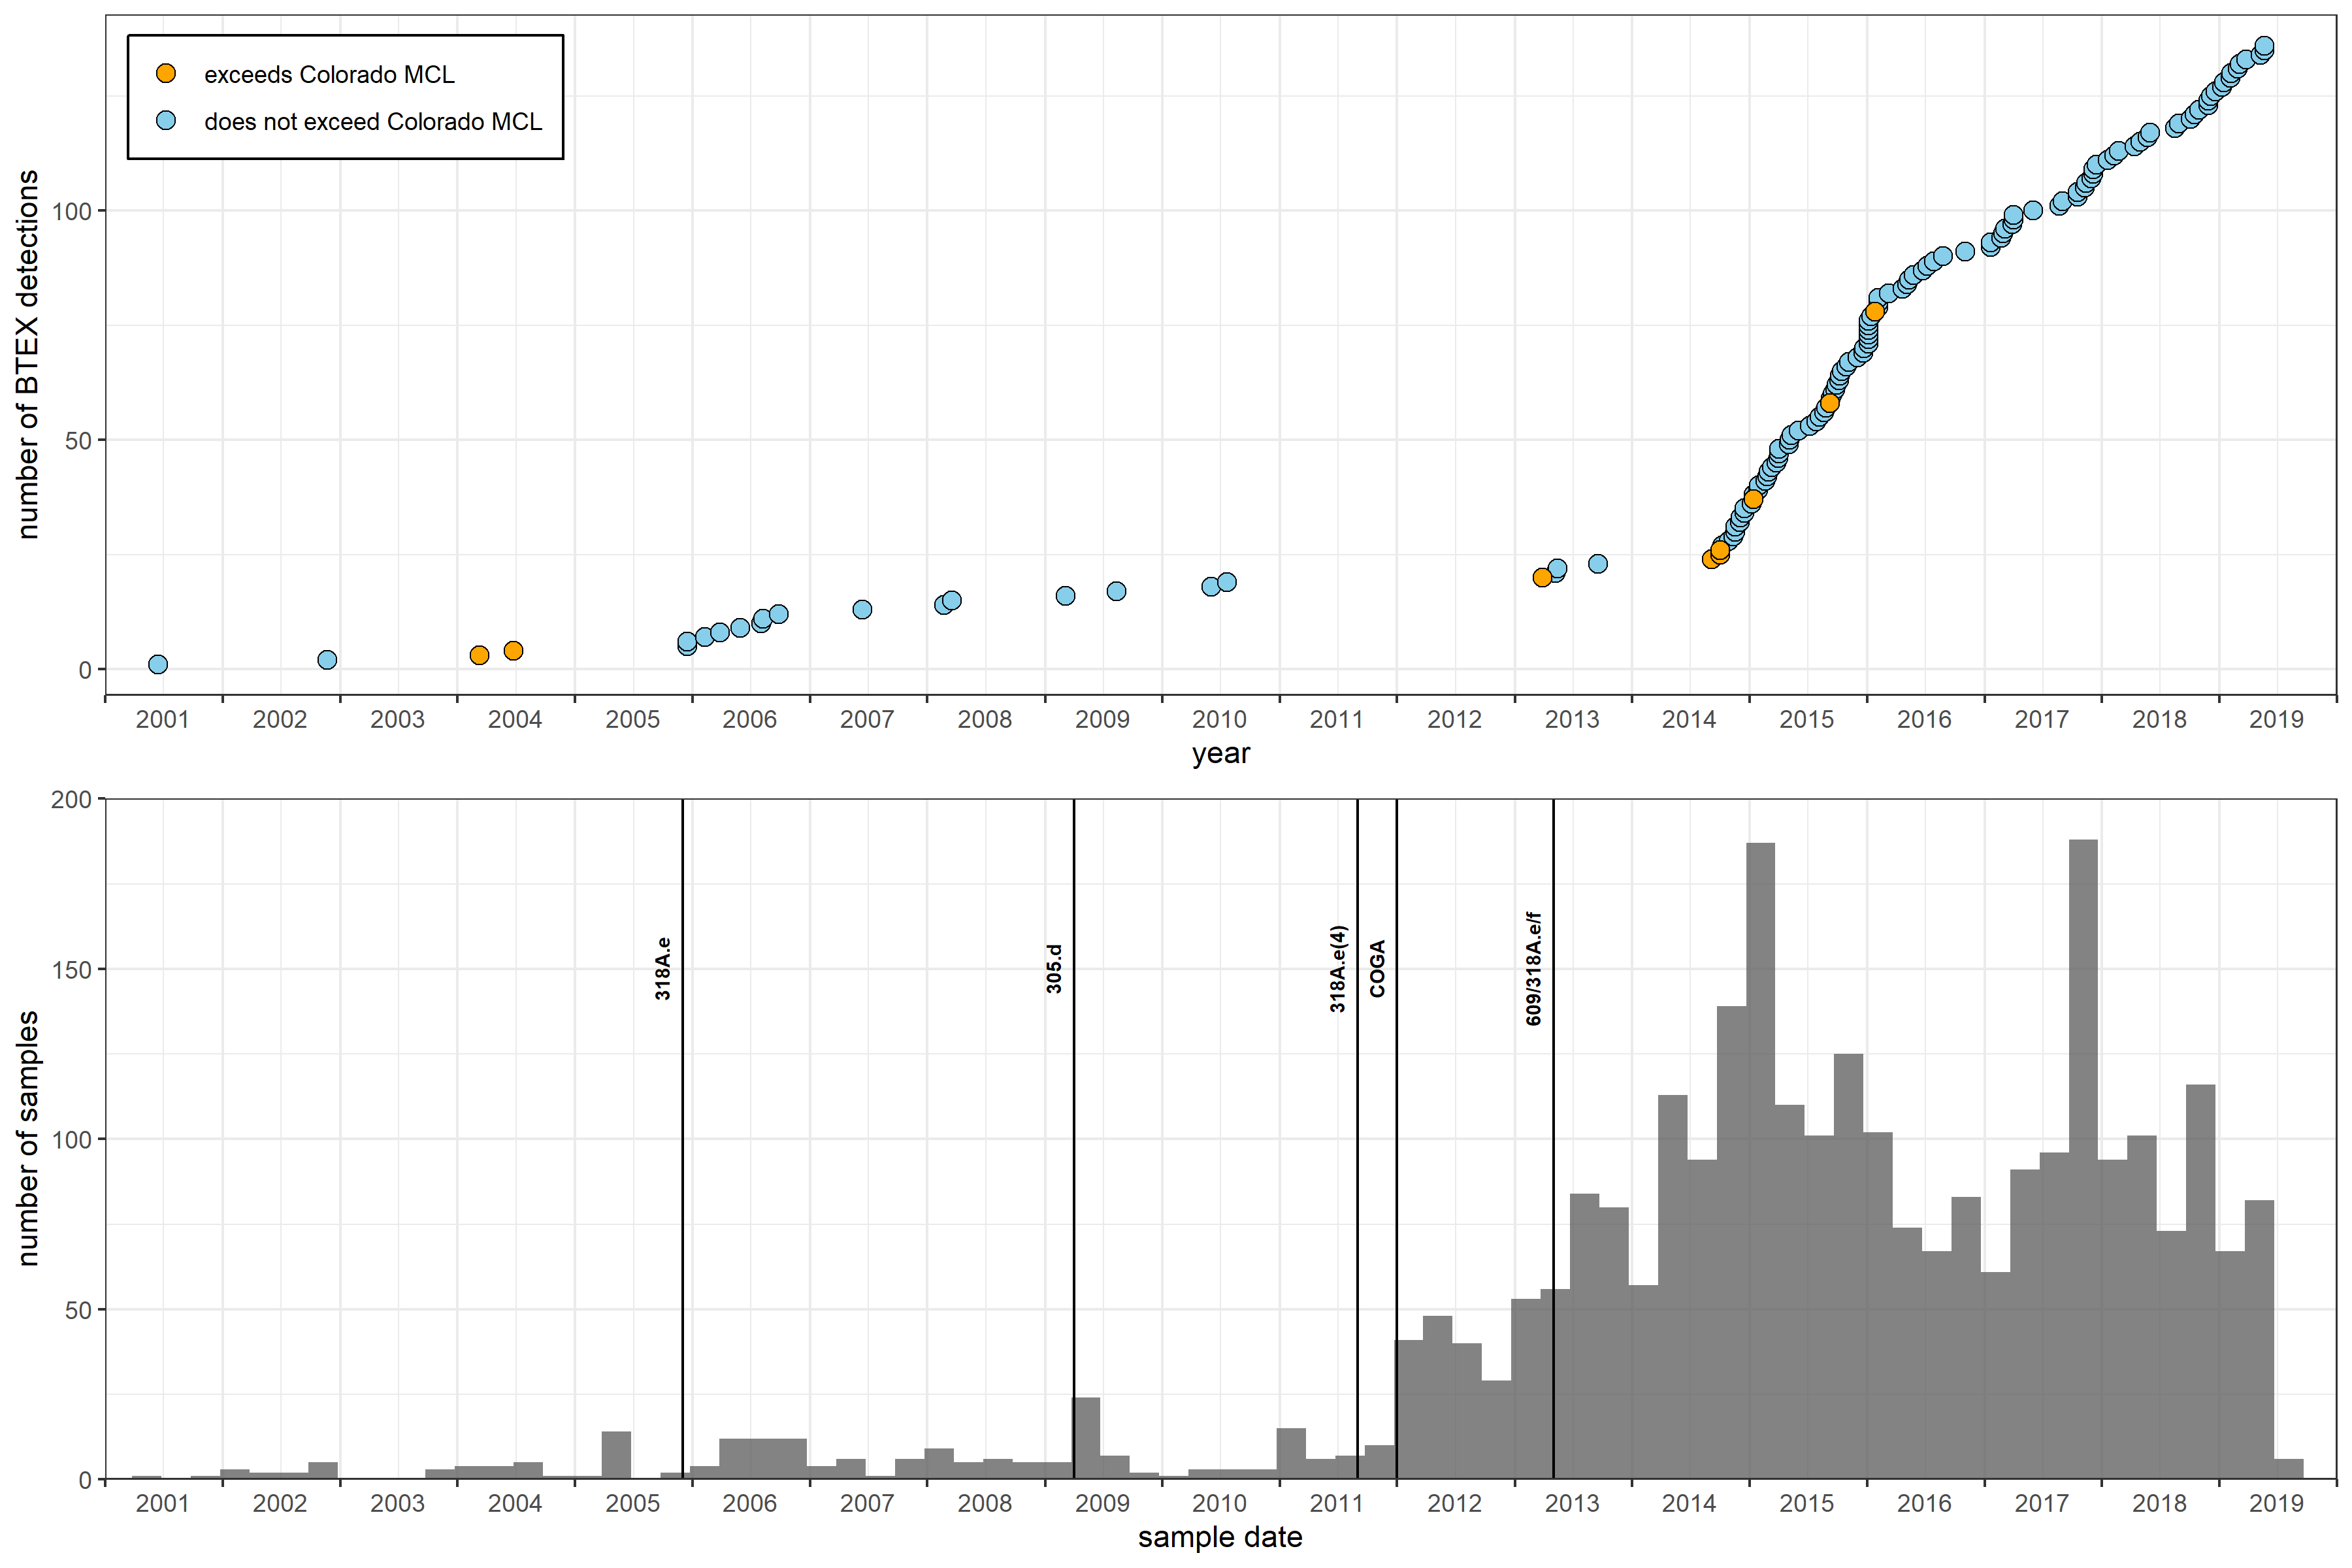 exceeds Colorado MCL
does not exceed Colorado MCL
number of BTEX detections
100
50
0
2001 2002 2003 2004 2005 2006 2007 2008 2009 2010 2011 2012 2013 2014 2015 2016 2017 2018 2019
year
number of samples
200
150
100
50
0
318A.e
305.d
318A.e(4)
COGA
609/318A.e/f
2001 2002 2003 2004 2005 2006 2007 2008 2009 2010 2011 2012 2013 2014 2015 2016 2017 2018 2019
sample date